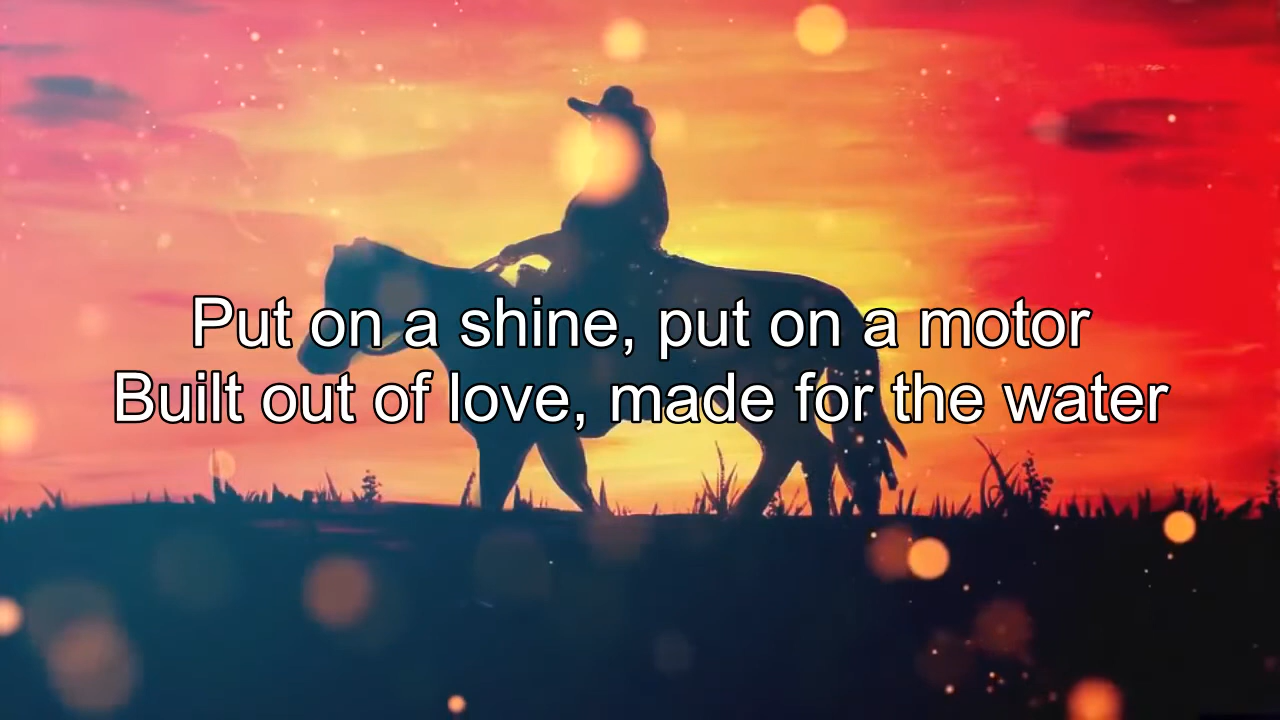 Put on a shine, put on a motor
Built out of love, made for the water